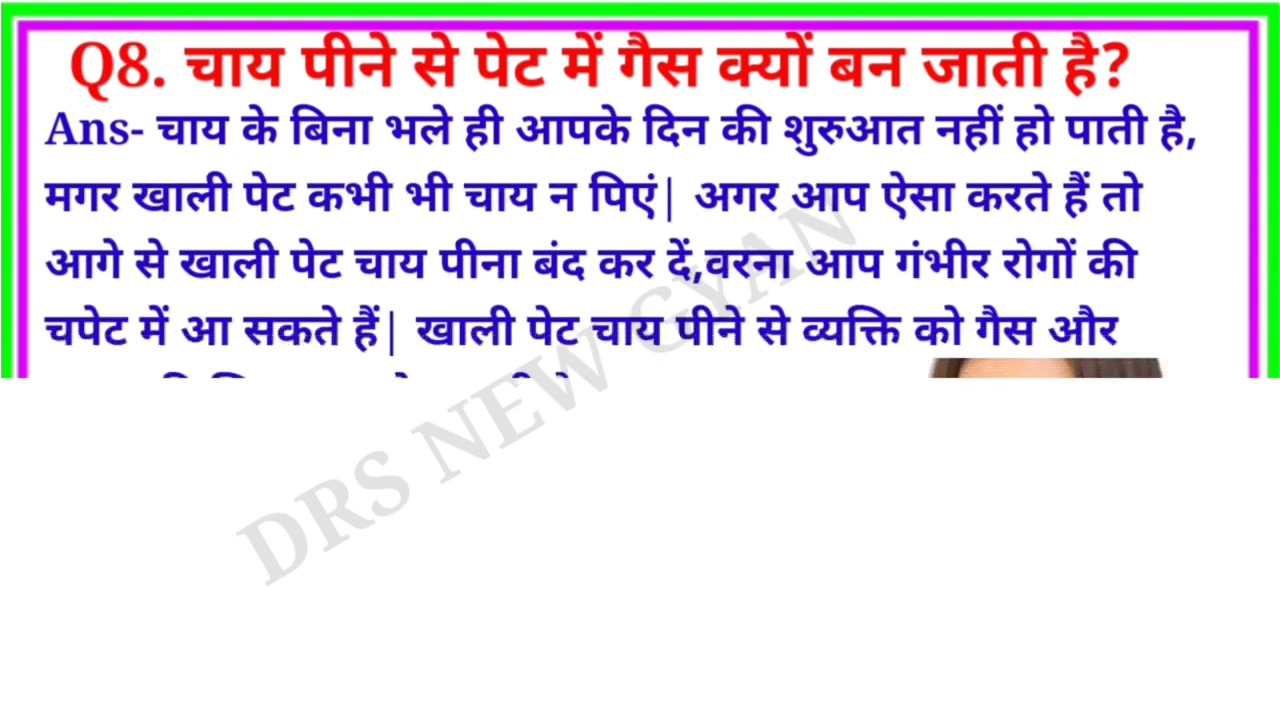 Q8. चाय पीने से पेट में गैस क्यों बन जाती है?
Ans- चाय के बिना भले ही आपके दिन की शुरुआत नहीं हो पाती है,
मगर खाली पेट कभी भी चाय न पिएं| अगर आप ऐसा करते हैं तो
आगे से खाली पेट चाय पीना बंद कर दें,वरना आप गंभीर रोगों की
चपेट में आ सकते हैं| खाली पेट चाय पीने से व्यक्ति को गैस और
DRS NEW GYAN